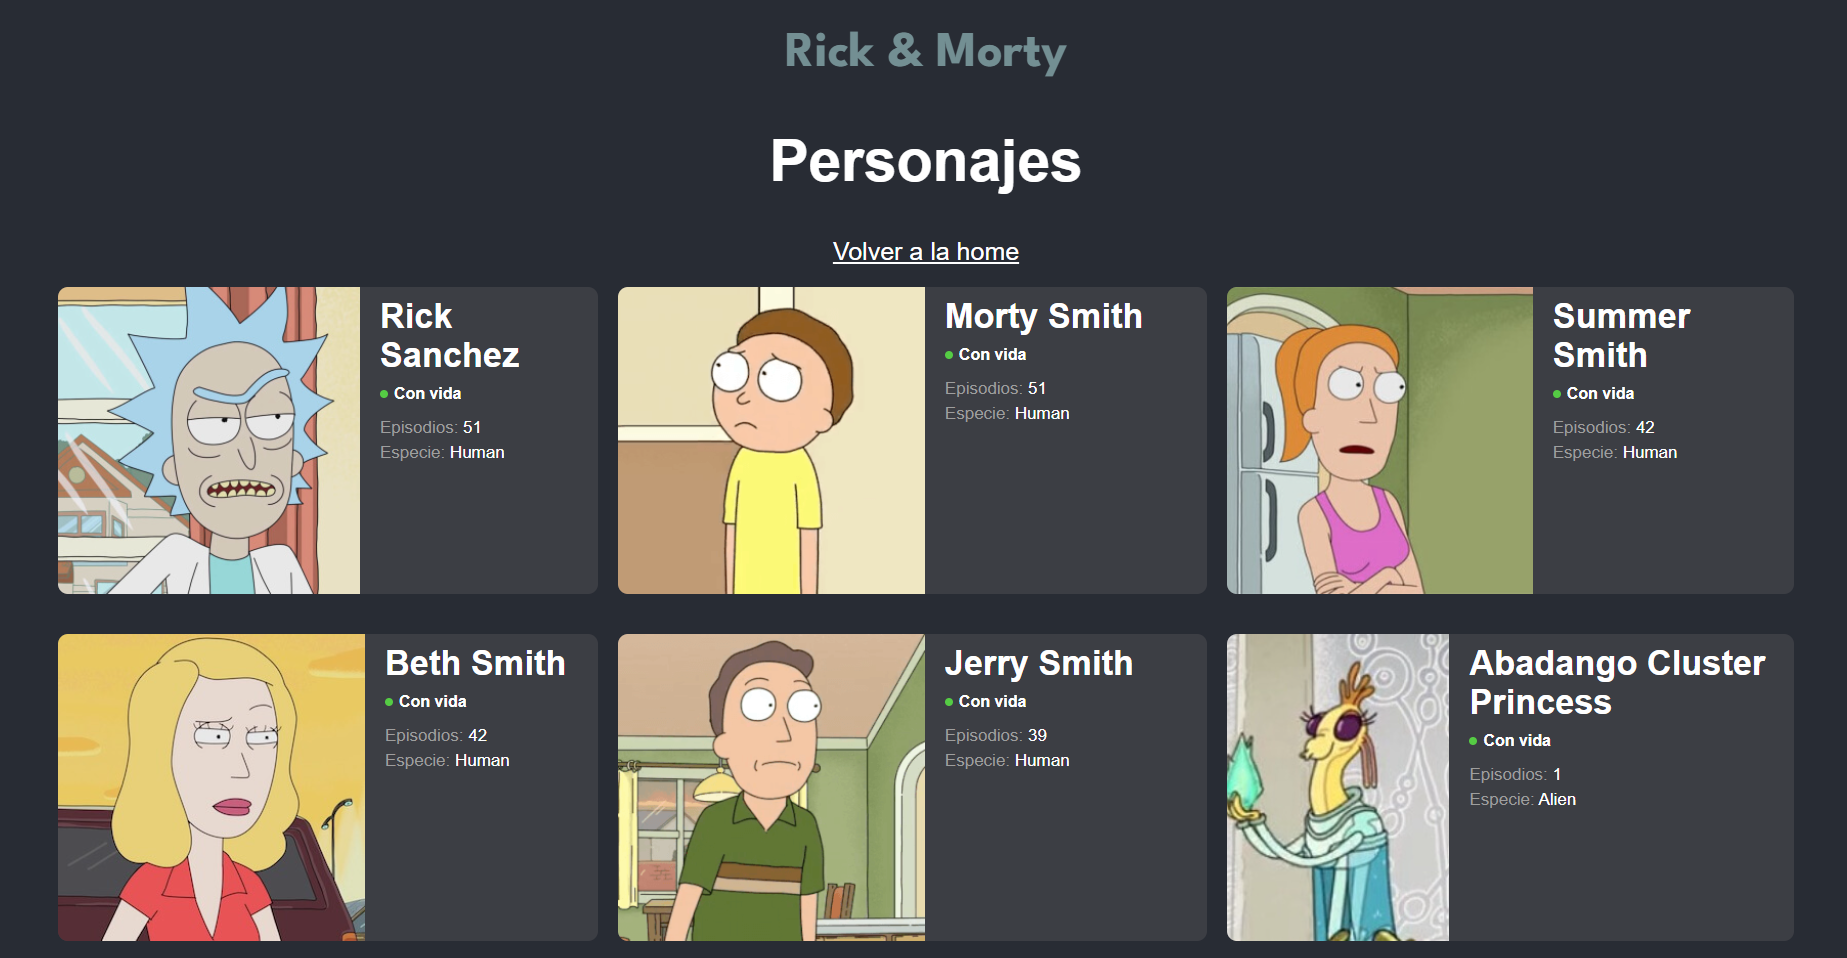 Rick & Morty
Personajes
Volver a la home
Rick
Sanchez
Con vida
Episodios: 51
Especie: Human
Morty Smith
Con vida
Episodios: 51
Especie: Human
Summer
Smith
Con vida
Episodios: 42
Especie: Human
Beth Smith
Con vida
Episodios: 42
Especie: Human
Jerry Smith
Con vida
Episodios: 39
Especie: Human
Abadango Cluster
Princess
Con vida
Episodios: 1
Especie: Alien